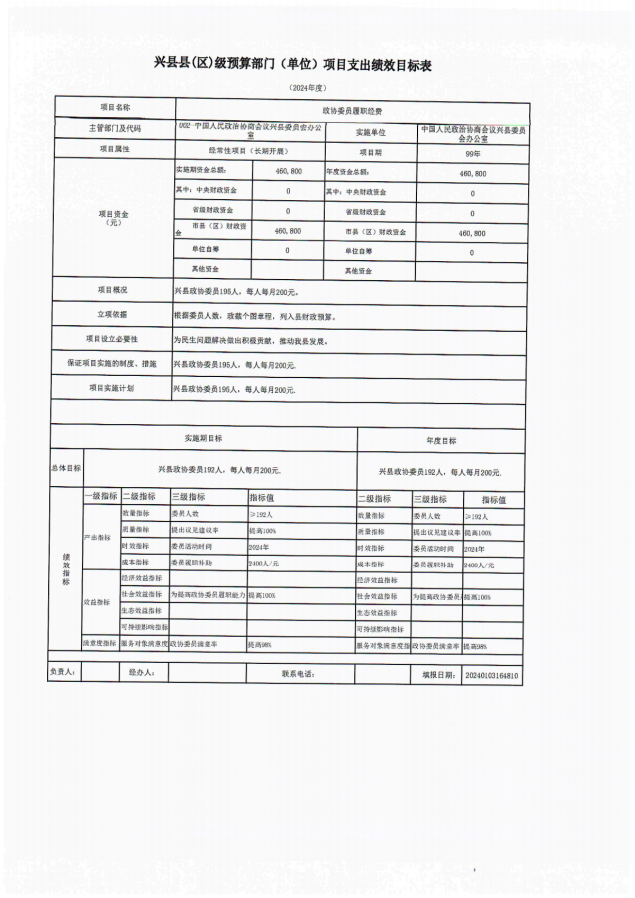 兴县县(区)级预算部门（单位）项目支出绩效目标表
（2024年度）
项目名称 政协委员履职经费
主管部门及代码 002-中国人民政治协商会议兴县委员会办公室 实施单位 中国人民政治协商会议兴县委员会办公室
项目属性 经常性项目（长期开展） 项目期 99年
项目资金（元） 实施期资金总额： 460,800 年度资金总额： 460,800
其中：中央财政资金 0 其中：中央财政资金 0
省级财政资金 0 省级财政资金 0
市县（区）财政资金 460,800 市县（区）财政资金 460,800
单位自筹 0 单位自筹 0
其他资金 其他资金
项目概况 兴县政协委员195人，每人每月200元。
立项依据 根据委员人数，政裁个图章程，列入县财政预算。
项目设立必要性 为民生问题解决做出积极贡献，推动我县发展。
保证项目实施的制度、措施 兴县政协委员195人，每人每月200元.
项目实施计划 兴县政协委员195人，每人每月200元.
实施期目标 年度目标
总体目标 兴县政协委员192人，每人每月200元. 兴县政协委员192人，每人每月200元.
绩效指标 一级指标 二级指标 三级指标 指标值 二级指标 三级指标 指标值
产出指标 数量指标 委员人数 ≥192人 数量指标 委员人数 ≥192人
质量指标 提出议见建议率 提高100% 质量指标 提出议见建议率 提高100%
时效指标 委员活动时间 2024年 时效指标 委员活动时间 2024年
成本指标 委员履职补助 2400人/元 成本指标 委员履职补助 2400人/元
效益指标 经济效益指标 经济效益指标
社会效益指标 为提高政协委员履职能力 提高100% 社会效益指标 为提高政协委员 提高100%
生态效益指标 生态效益指标
可持续影响指标 可持续影响指标
满意度指标 服务对象满意度 政协委员满意率 提高98% 服务对象满意度指 政协委员满意率 提高98%
负责人： 经办人： 联系电话： 填报日期： 20240103164810